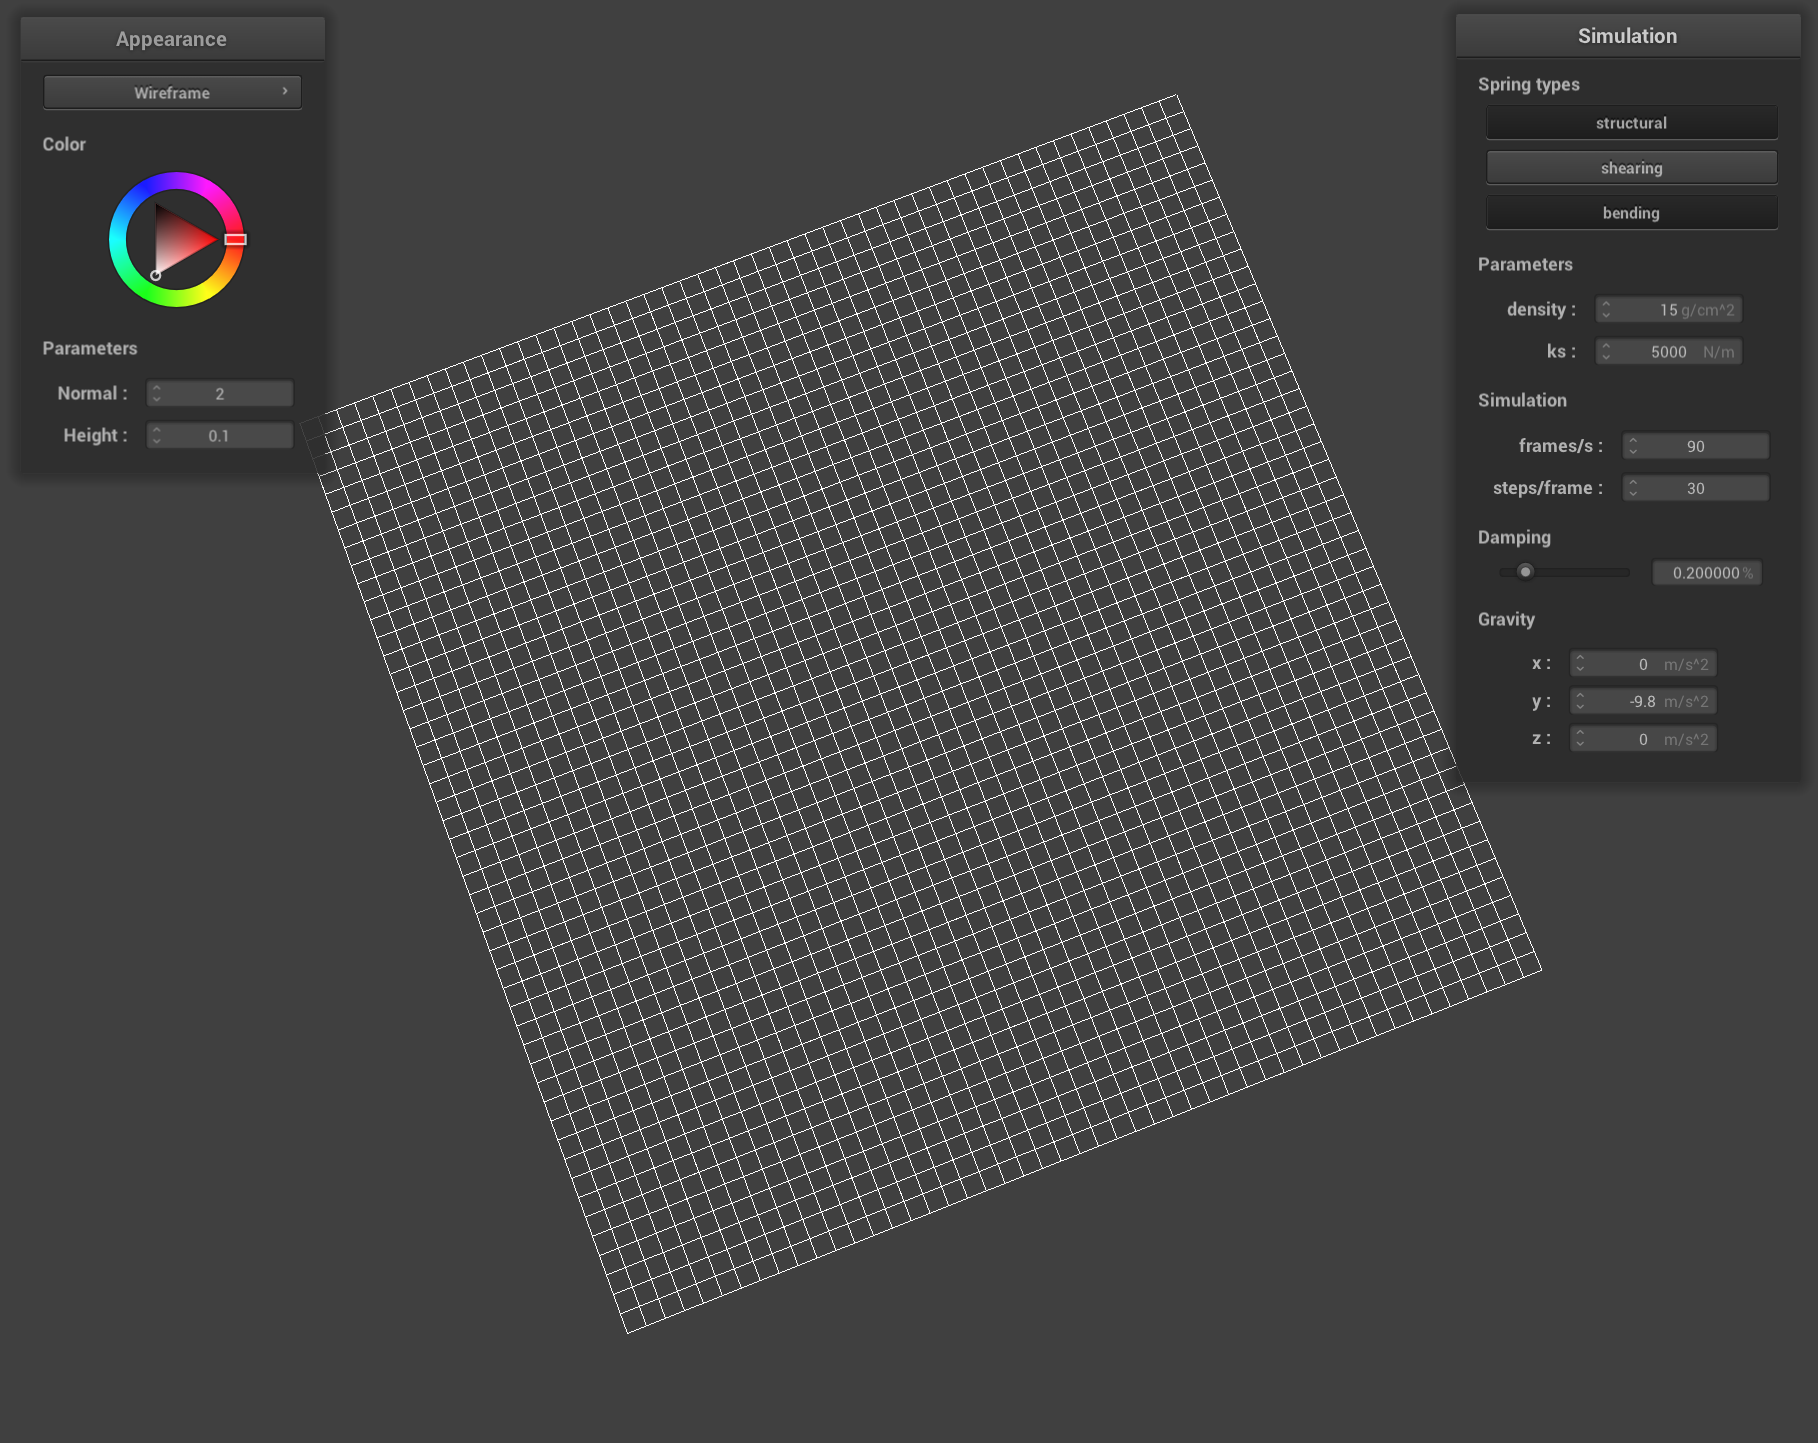 Appearance
Wireframe
Color
Parameters
Normal : 2
Height : 0.1
Simulation
Spring types
structural
shearing
bending
Parameters
density : 15 g/cm^2
ks : 5000 N/m
Simulation
frames/s : 90
steps/frame : 30
Damping
0.200000 %
Gravity
x : 0 m/s^2
y : -9.8 m/s^2
z : 0 m/s^2